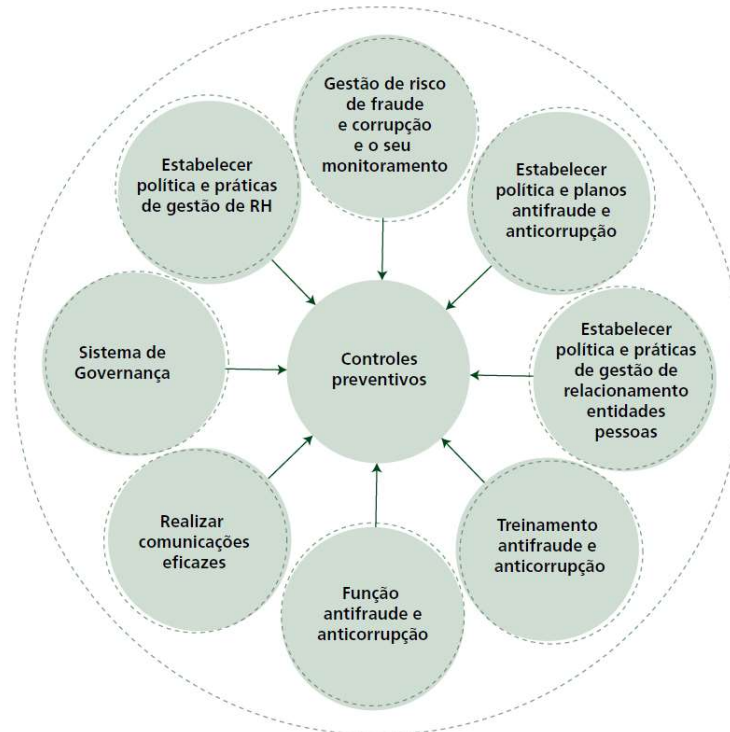 Gestão de risco
de fraude
e corrupção
e o seu
monitoramento
Estabelecer
política e práticas
de gestão de RH
Estabelecer
política e planos
antifraude e
anticorrupção
Sistema de
Governança
Controles
preventivos
Estabelecer
política e práticas
de gestão de
relacionamento
entidades
pessoas
Realizar
comunicações
eficazes
Treinamento
antifraude e
anticorrupção
Função
antifraude e
anticorrupção